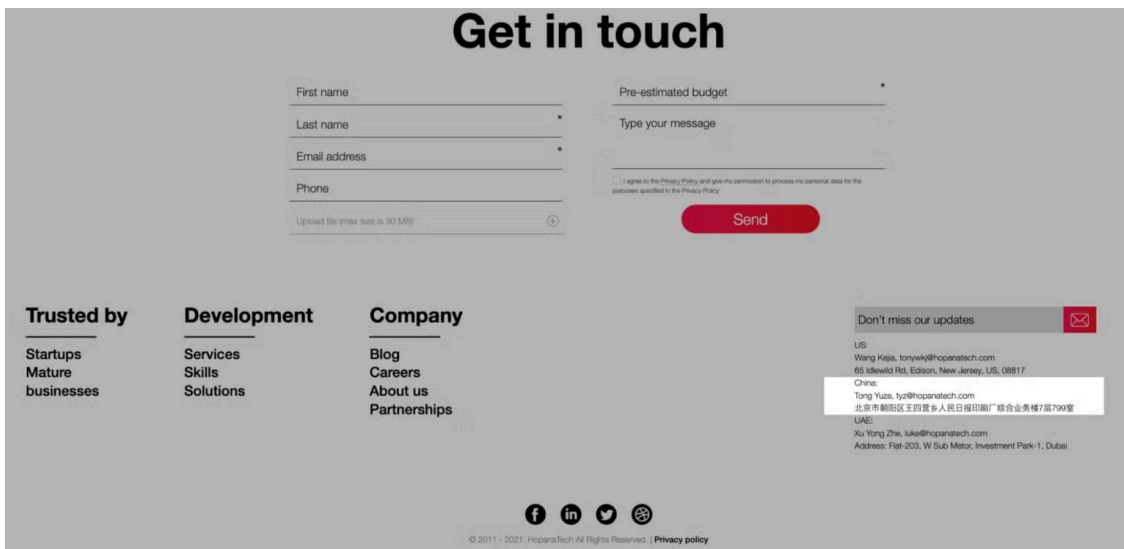 Get in touch
First name
Last name *
Email address *
Phone
Upload file (max size is 30 MB)
Pre-estimated budget *
Type your message
I agree to the Privacy Policy and give my permission to process my personal data for the
purposes specified in the Privacy Policy
Send
Trusted by
Startups
Mature
businesses
Development
Services
Skills
Solutions
Company
Blog
Careers
About us
Partnerships
Don't miss our updates
US:
Wang Kejia, tonywkj@hopanatech.com
65 Idlewild Rd, Edison, New Jersey, US, 08817
China:
Tong Yuze, tyz@hopanatech.com
北京市朝阳区王四营乡人民日报印刷厂综合业务楼7层799室
UAE:
Xu Yong Zhe, luke@hopanatech.com
Address: Flat-203, W Sub Metor, Investment Park-1, Dubai
© 2011 - 2021. HopanaTech All Rights Reserved. | Privacy policy